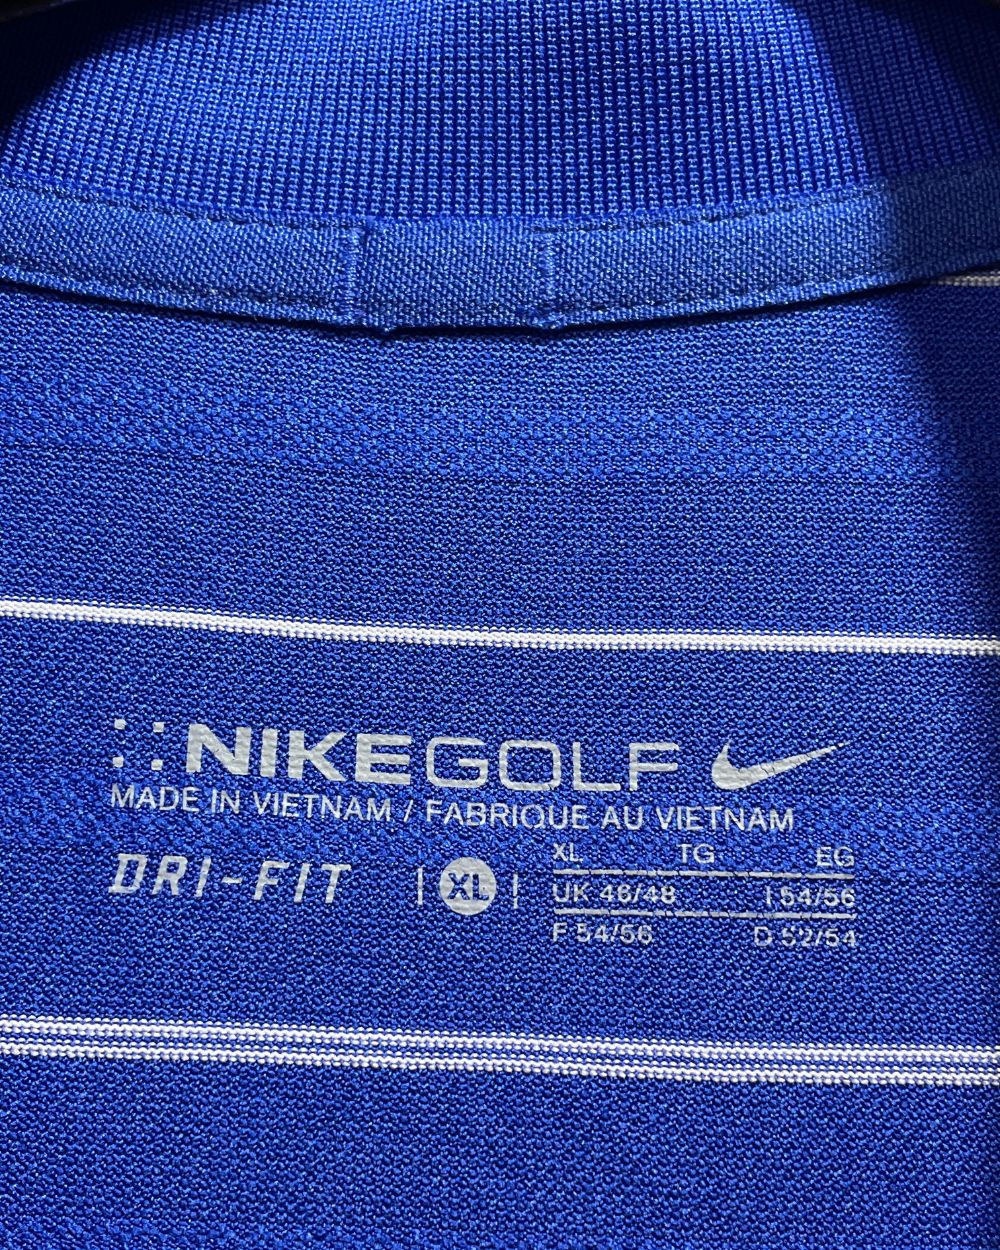 NIKEGOLF
MADE IN VIETNAM / FABRIQUE AU VIETNAM
DRI-FIT | XL |
XL TG EG
UK 46/48 I 54/56
F 54/56 D 52/54